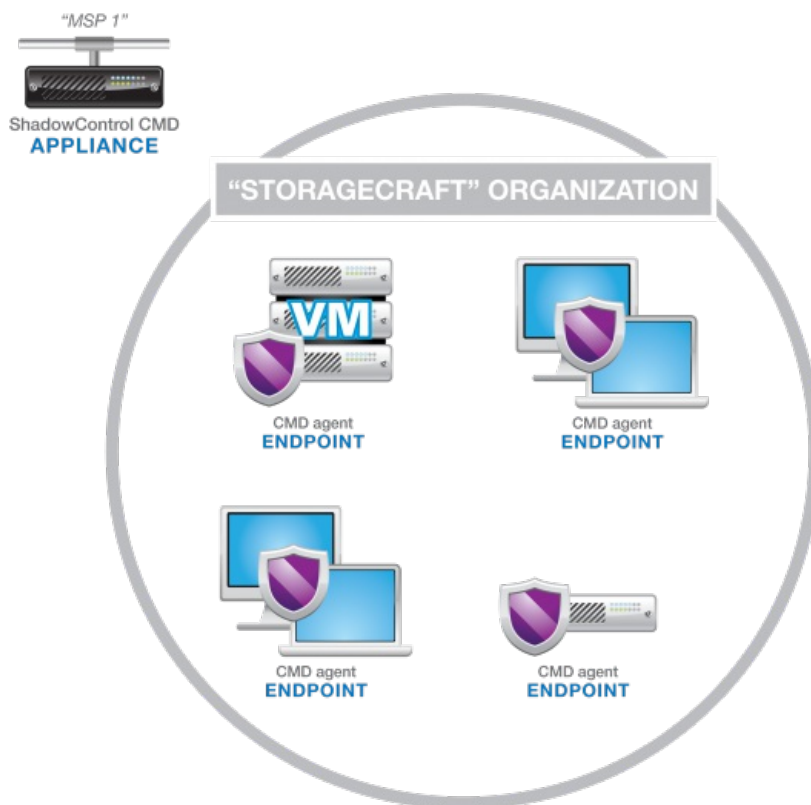 “MSP 1”
ShadowControl CMD
APPLIANCE
“STORAGECRAFT” ORGANIZATION
VM
CMD agent
ENDPOINT
CMD agent
ENDPOINT
CMD agent
ENDPOINT
CMD agent
ENDPOINT